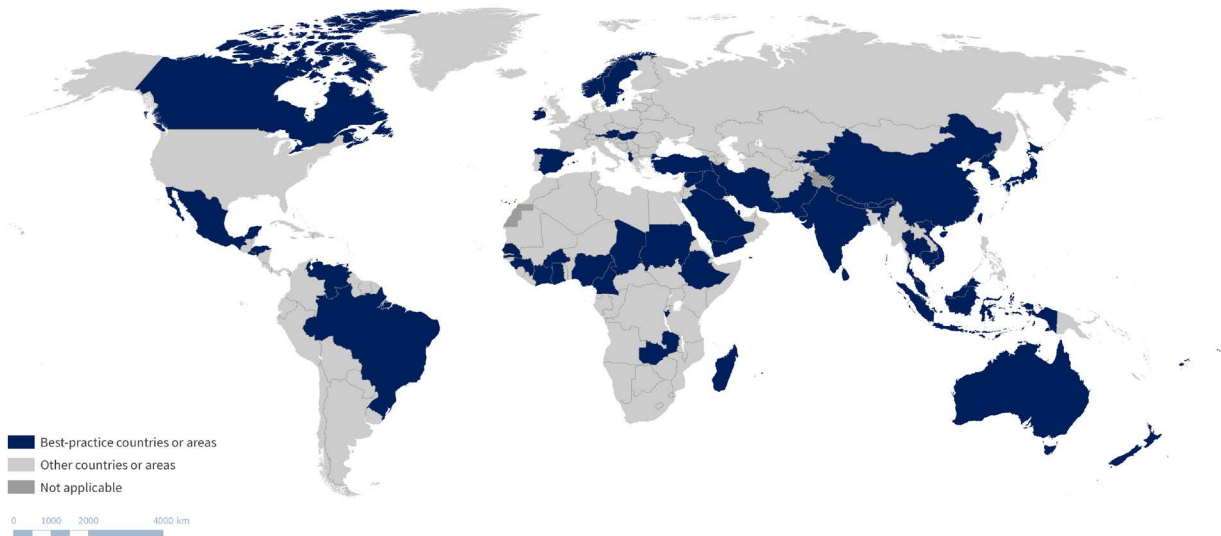 Best-practice countries or areas
Other countries or areas
Not applicable
0 1000 2000 4000 km